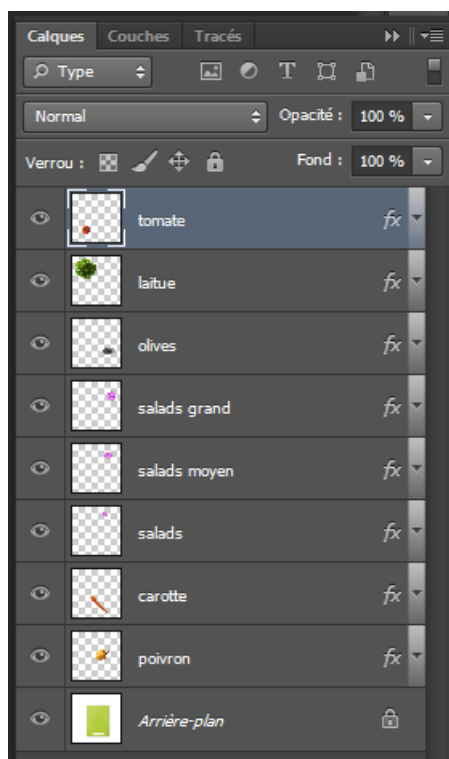 Calques Couches Tracés
Type T
Normal Opacité : 100 %
Verrou : Fond : 100 %
tomate fx
laitue fx
olives fx
salads grand fx
salads moyen fx
salads fx
carotte fx
poivron fx
Arrière-plan